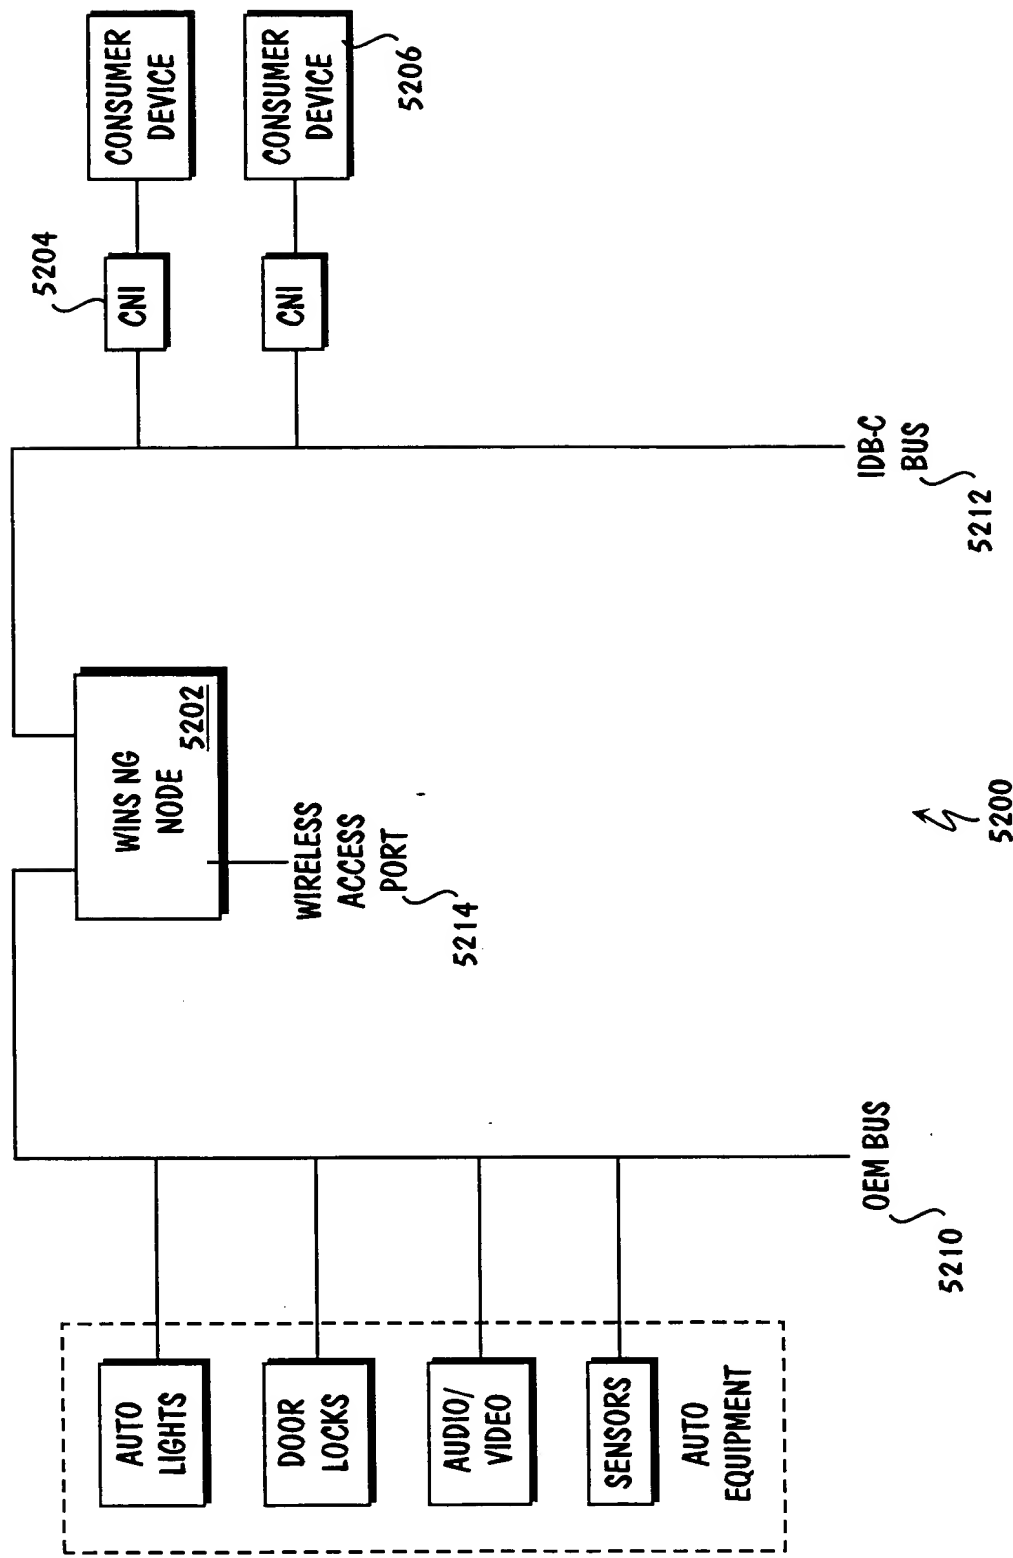 AUTO
LIGHTS
DOOR
LOCKS
AUDIO/
VIDEO
SENSORS
AUTO
EQUIPMENT
OEM BUS
5210
WINS NG
NODE
5202
WIRELESS
ACCESS
PORT
5214
5200
IDB-C
BUS
5212
5204
CNI
CNI
CONSUMER
DEVICE
CONSUMER
DEVICE
5206